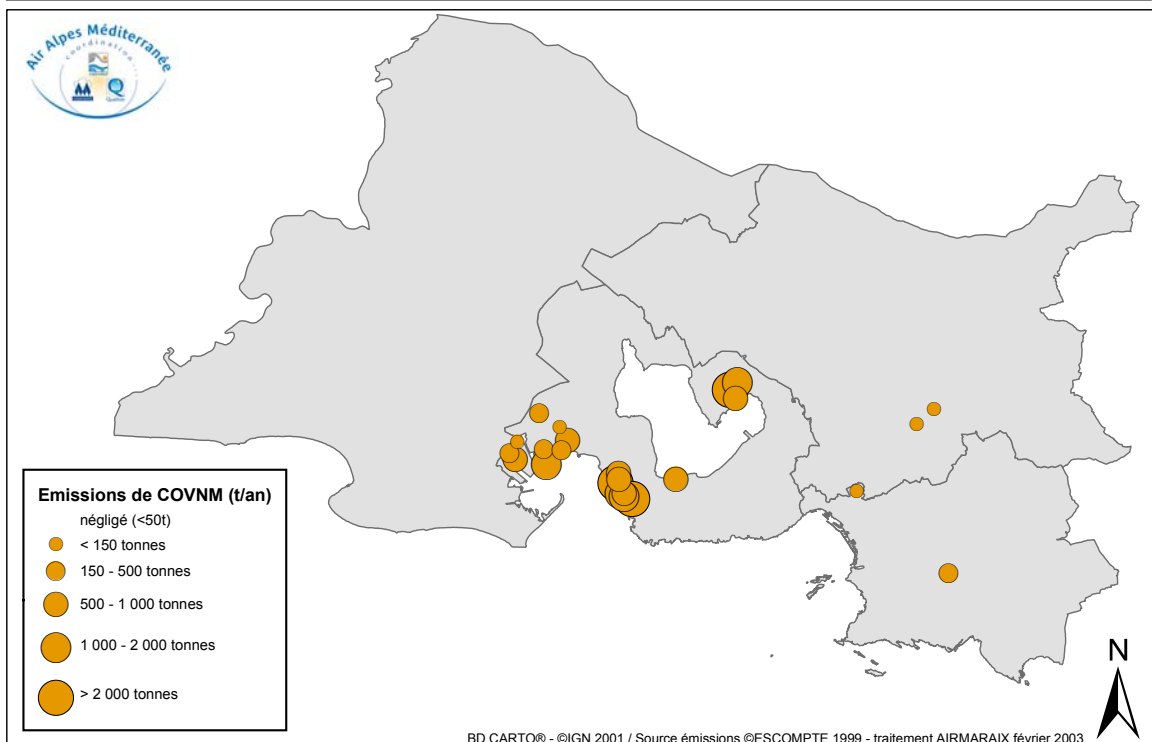 Air Alpes Méditerranée
coordination
Emissions de COVNM (t/an)
négligé (<50t)
< 150 tonnes
150 - 500 tonnes
500 - 1 000 tonnes
1 000 - 2 000 tonnes
> 2 000 tonnes
N
BD CARTO® - ©IGN 2001 / Source émissions ©ESCOMPTE 1999 - traitement AIRMARAIX février 2003